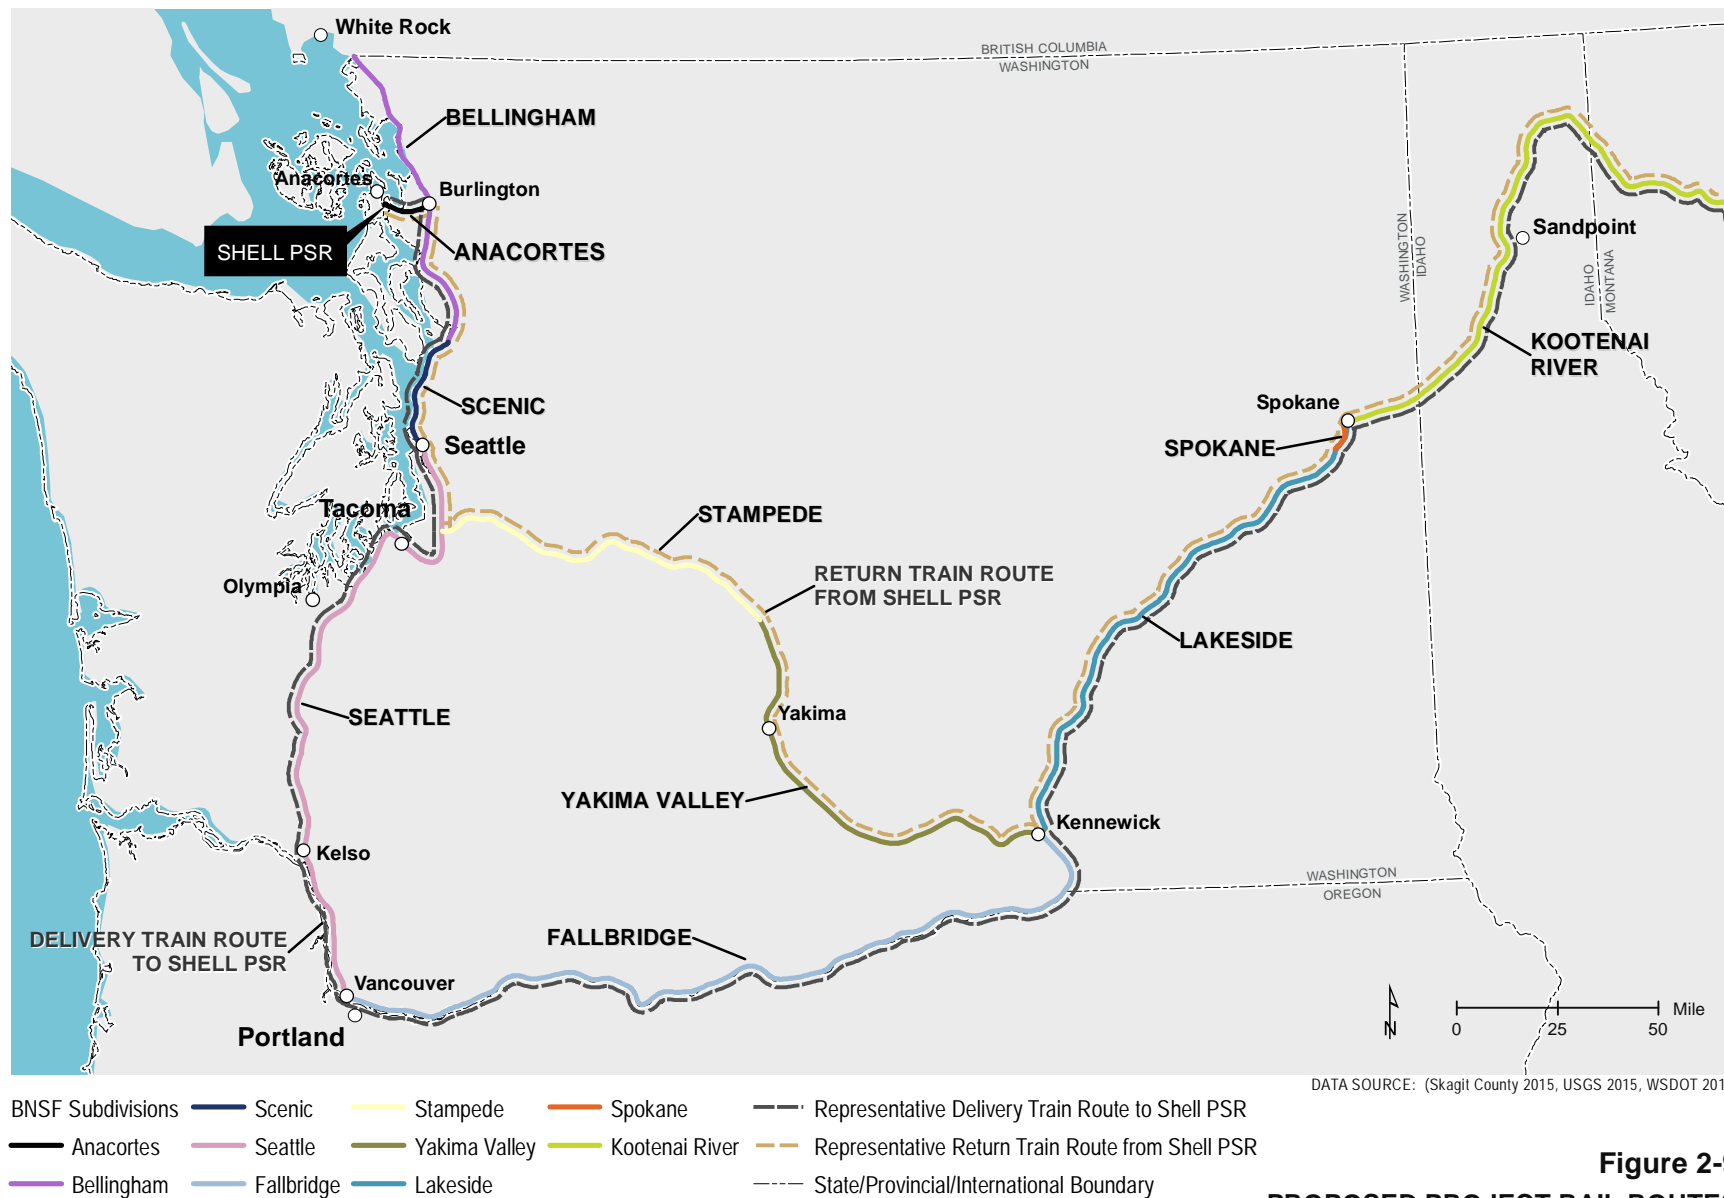 White Rock
BRITISH COLUMBIA
WASHINGTON
BELLINGHAM
Anacortes
Burlington
SHELL PSR
ANACORTES
WASHINGTON
IDAHO
IDAHO
MONTANA
Sandpoint
KOOTENAI
RIVER
SCENIC
Seattle
Spokane
SPOKANE
Tacoma
STAMPEDE
RETURN TRAIN ROUTE
FROM SHELL PSR
Olympia
LAKESIDE
SEATTLE
Yakima
YAKIMA VALLEY
Kennewick
Kelso
WASHINGTON
OREGON
DELIVERY TRAIN ROUTE
TO SHELL PSR
FALLBRIDGE
Vancouver
Portland
N
Mile
0 25 50
DATA SOURCE: (Skagit County 2015, USGS 2015, WSDOT 201
BNSF Subdivisions
Scenic
Stampede
Spokane
Representative Delivery Train Route to Shell PSR
Anacortes
Seattle
Yakima Valley
Kootenai River
Representative Return Train Route from Shell PSR
Bellingham
Fallbridge
Lakeside
State/Provincial/International Boundary
Figure 2-